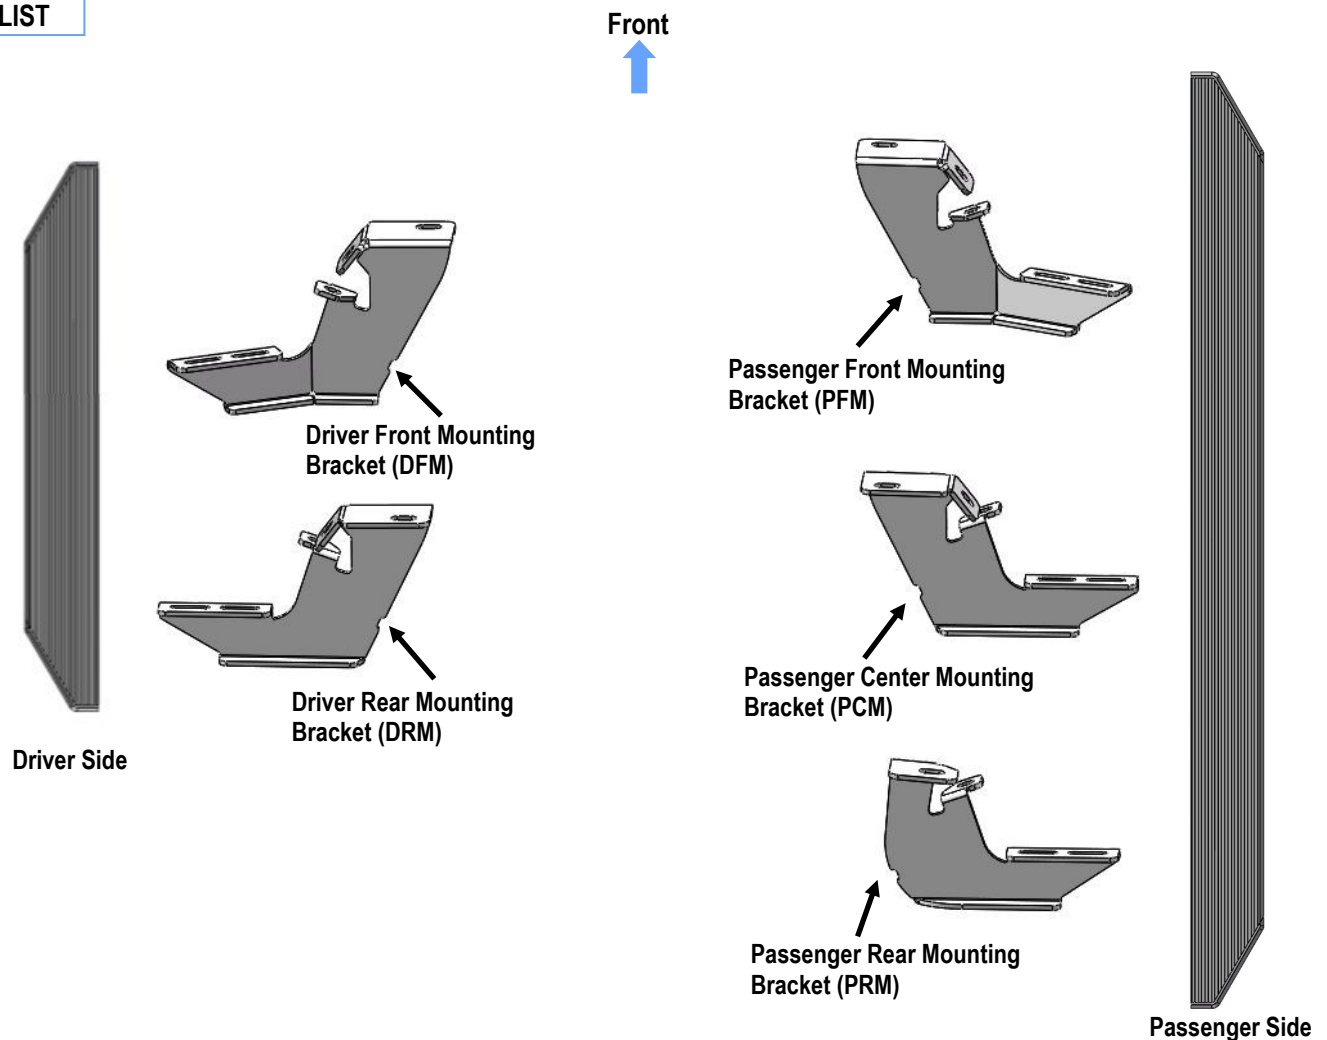 LIST
Front
Passenger Front Mounting
Bracket (PFM)
Driver Front Mounting
Bracket (DFM)
Passenger Center Mounting
Bracket (PCM)
Driver Rear Mounting
Bracket (DRM)
Driver Side
Passenger Rear Mounting
Bracket (PRM)
Passenger Side